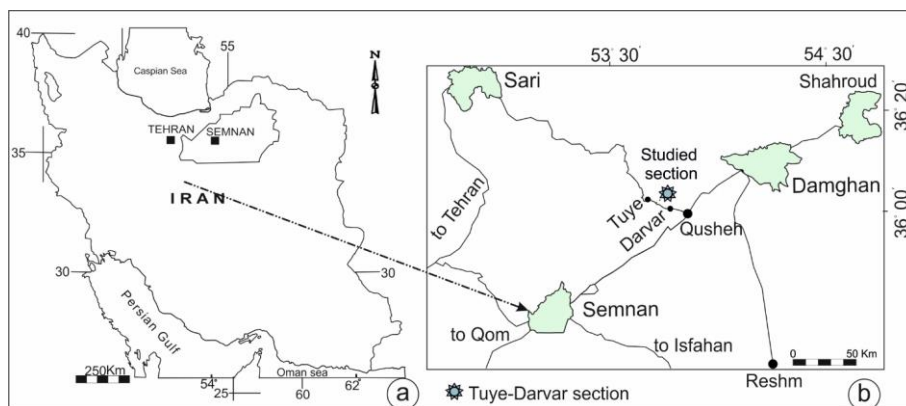 40
55
N
Caspian Sea
TEHRAN
SEMNAN
35
IRAN
30
30
Persian Gulf
250Km
Oman sea
54
25
60
62
a
53 30
54 30
Sari
Shahroud
36 20
Studied
section
Damghan
to Tehran
Tuye
Darvar
Qusheh
36 00
Semnan
to Qom
to Isfahan
0
50 Km
Reshm
Tuye-Darvar section
b